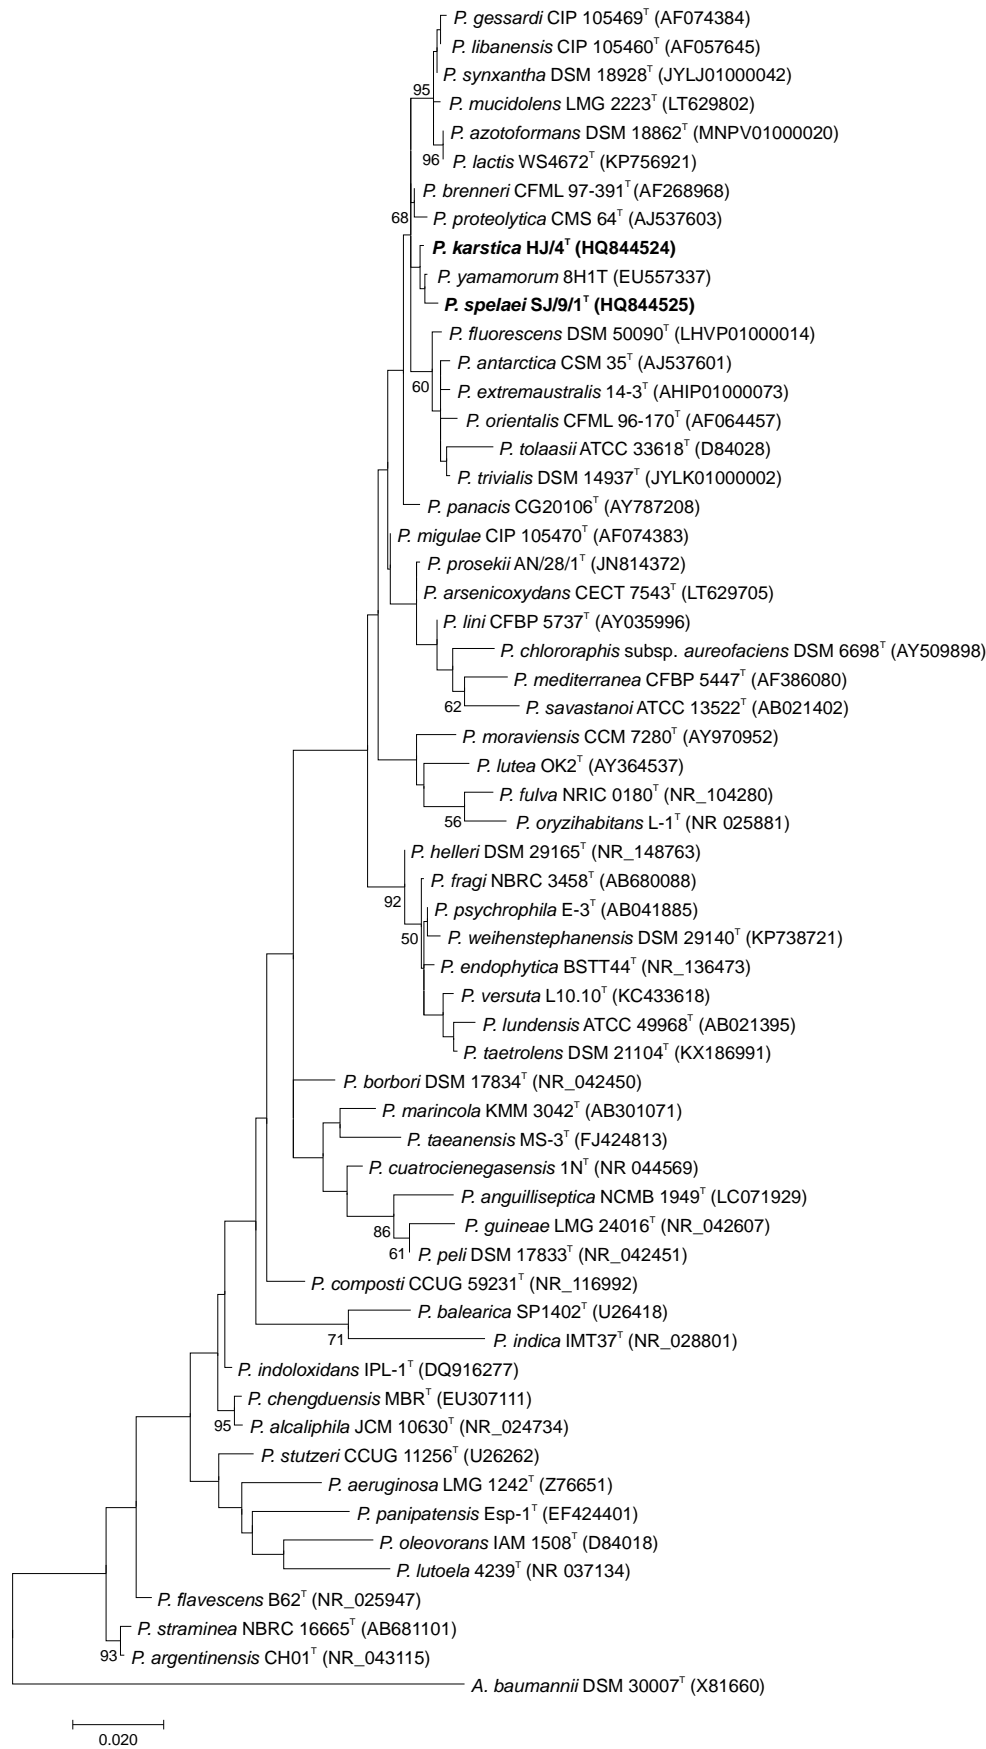 P. gessardi CIP 105469T (AF074384)
P. libanensis CIP 105460T (AF057645)
P. synxantha DSM 18928T (JYLJ01000042)
95
P. mucidolens LMG 2223T (LT629802)
P. azotoformans DSM 18862T (MNPV01000020)
96
P. lactis WS4672T (KP756921)
P. brenneri CFML 97-391T (AF268968)
68
P. proteolytica CMS 64T (AJ537603)
P. karstica HJ/4T (HQ844524)
P. yamamorum 8H1T (EU557337)
P. spelaei SJ/9/1T (HQ844525)
P. fluorescens DSM 50090T (LHVP01000014)
P. antarctica CSM 35T (AJ537601)
60
P. extremaustralis 14-3T (AHIP01000073)
P. orientalis CFML 96-170T (AF064457)
P. tolaasii ATCC 33618T (D84028)
P. trivialis DSM 14937T (JYLK01000002)
P. panacis CG20106T (AY787208)
P. migulae CIP 105470T (AF074383)
P. prosekii AN/28/1T (JN814372)
P. arsenicoxydans CECT 7543T (LT629705)
P. lini CFBP 5737T (AY035996)
P. chlororaphis subsp. aureofaciens DSM 6698T (AY509898)
P. mediterranea CFBP 5447T (AF386080)
62
P. savastanoi ATCC 13522T (AB021402)
P. moraviensis CCM 7280T (AY970952)
P. lutea OK2T (AY364537)
P. fulva NRIC 0180T (NR_104280)
56
P. oryzihabitans L-1T (NR 025881)
P. helleri DSM 29165T (NR_148763)
P. fragi NBRC 3458T (AB680088)
92
P. psychrophila E-3T (AB041885)
50
P. weihenstephanensis DSM 29140T (KP738721)
P. endophytica BSTT44T (NR_136473)
P. versuta L10.10T (KC433618)
P. lundensis ATCC 49968T (AB021395)
P. taetrolens DSM 21104T (KX186991)
P. borbori DSM 17834T (NR_042450)
P. marincola KMM 3042T (AB301071)
P. taeanensis MS-3T (FJ424813)
P. cuatrocienegasensis 1NT (NR 044569)
P. anguilliseptica NCMB 1949T (LC071929)
86
P. guineae LMG 24016T (NR_042607)
61
P. peli DSM 17833T (NR_042451)
P. composti CCUG 59231T (NR_116992)
P. balearica SP1402T (U26418)
71
P. indica IMT37T (NR_028801)
P. indoloxidans IPL-1T (DQ916277)
P. chengduensis MBRT (EU307111)
95
P. alcaliphila JCM 10630T (NR_024734)
P. stutzeri CCUG 11256T (U26262)
P. aeruginosa LMG 1242T (Z76651)
P. panipatensis Esp-1T (EF424401)
P. oleovorans IAM 1508T (D84018)
P. lutoela 4239T (NR 037134)
P. flavescens B62T (NR_025947)
P. straminea NBRC 16665T (AB681101)
93
P. argentinensis CH01T (NR_043115)
A. baumannii DSM 30007T (X81660)
0.020